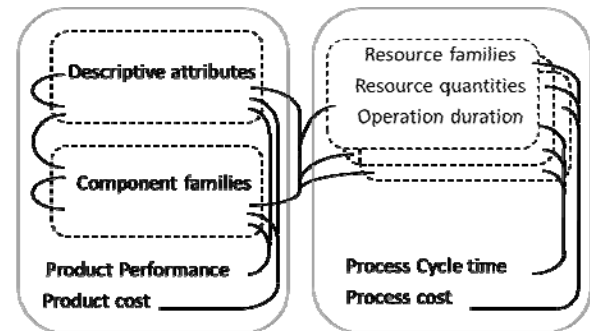 Descriptive attributes
Component families
Product Performance
Product cost
Resource families
Resource quantities
Operation duration
Process Cycle time
Process cost